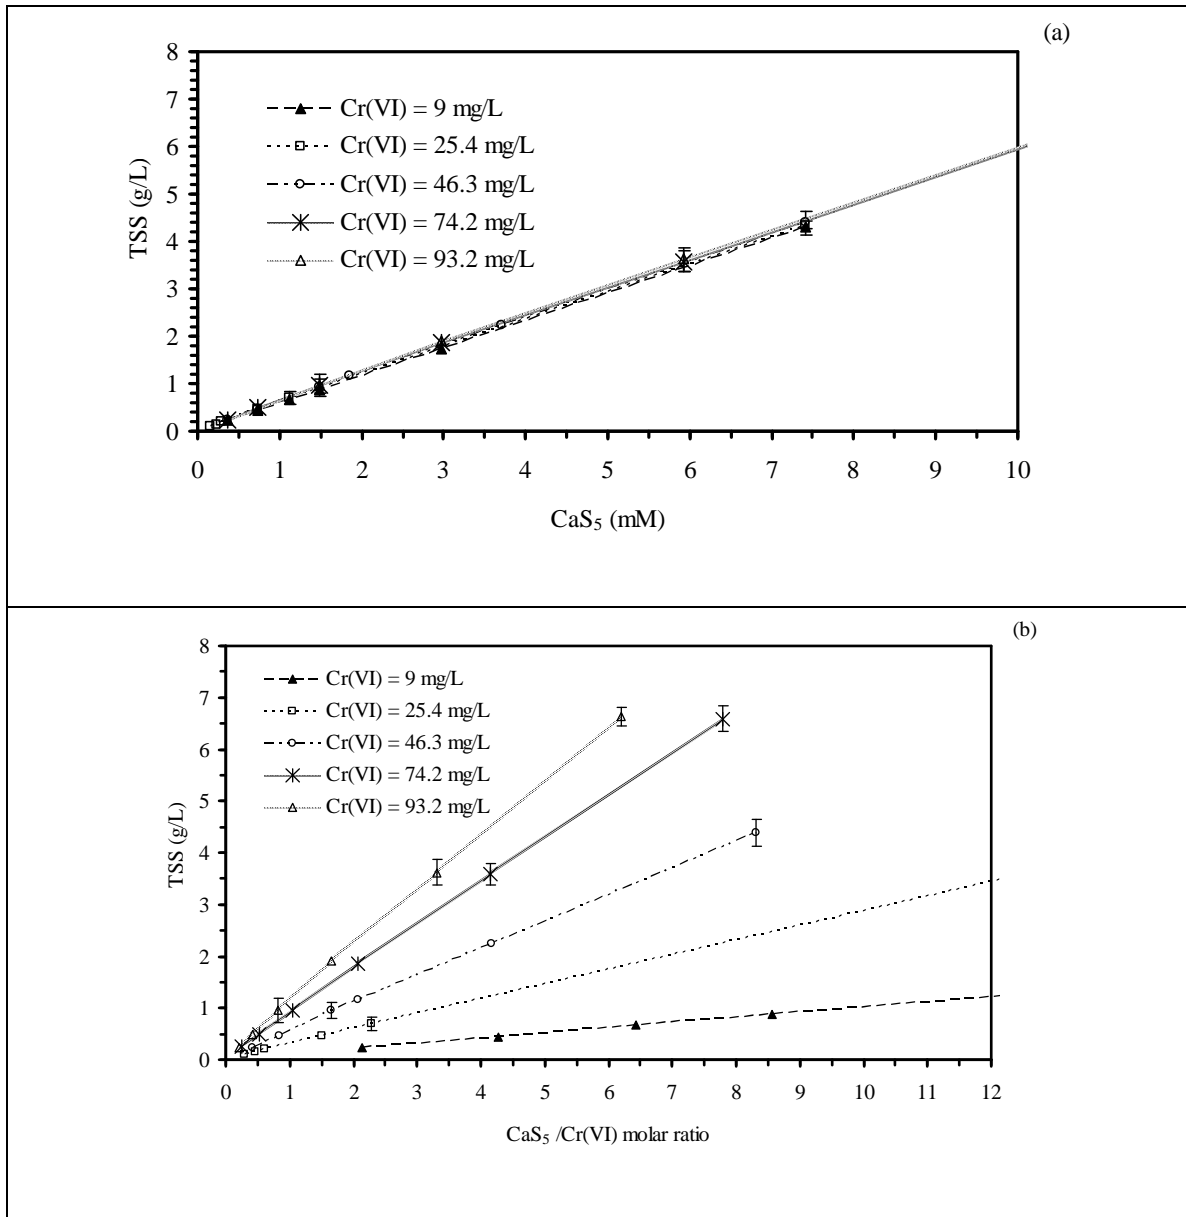 (a)
8
7
6
5
4
3
2
1
0
TSS (g/L)
Cr(VI) = 9 mg/L
Cr(VI) = 25.4 mg/L
Cr(VI) = 46.3 mg/L
Cr(VI) = 74.2 mg/L
Cr(VI) = 93.2 mg/L
0 1 2 3 4 5 6 7 8 9 10
CaS₅ (mM)
(b)
8
7
6
5
4
3
2
1
0
TSS (g/L)
Cr(VI) = 9 mg/L
Cr(VI) = 25.4 mg/L
Cr(VI) = 46.3 mg/L
Cr(VI) = 74.2 mg/L
Cr(VI) = 93.2 mg/L
0 1 2 3 4 5 6 7 8 9 10 11 12
CaS₅ /Cr(VI) molar ratio